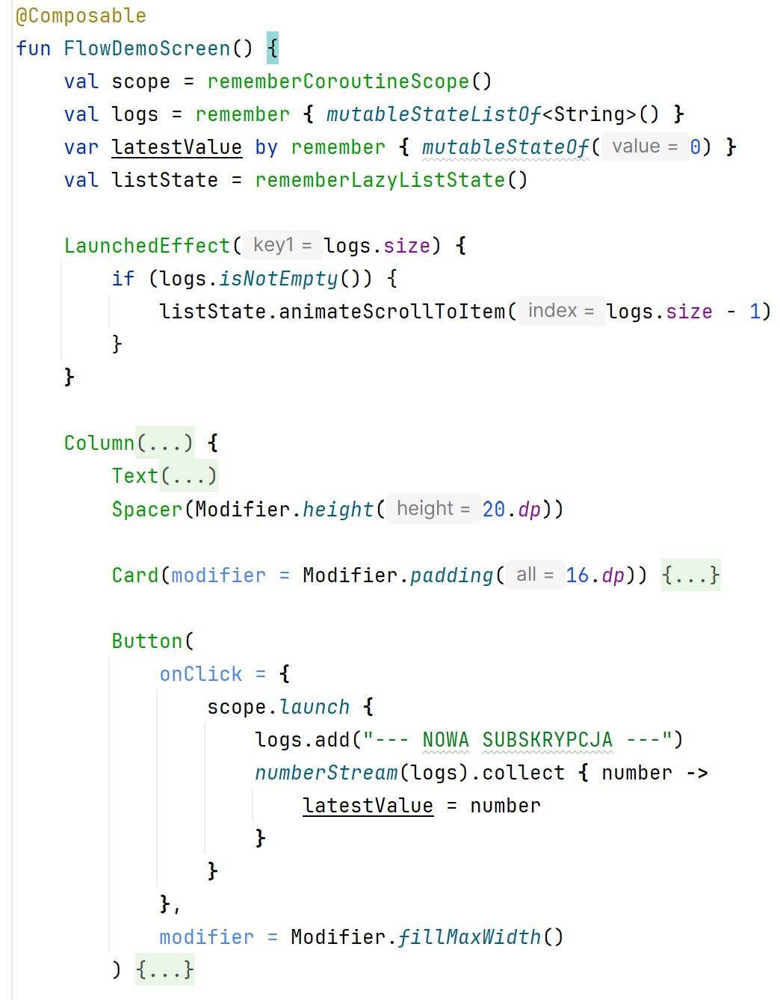 @Composable
fun FlowDemoScreen() {
    val scope = rememberCoroutineScope()
    val logs = remember { mutableStateListOf<String>() }
    var latestValue by remember { mutableStateOf( value = 0) }
    val listState = rememberLazyListState()

    LaunchedEffect( key1 = logs.size) {
        if (logs.isNotEmpty()) {
            listState.animateScrollToItem( index = logs.size - 1)
        }
    }

    Column(...) {
        Text(...)
        Spacer(Modifier.height( height = 20.dp))

        Card(modifier = Modifier.padding( all = 16.dp)) {...}

        Button(
            onClick = {
                scope.launch {
                    logs.add("--- NOWA SUBSKRYPCJA ---")
                    numberStream(logs).collect { number ->
                        latestValue = number
                    }
                }
            },
            modifier = Modifier.fillMaxWidth()
        ) {...}